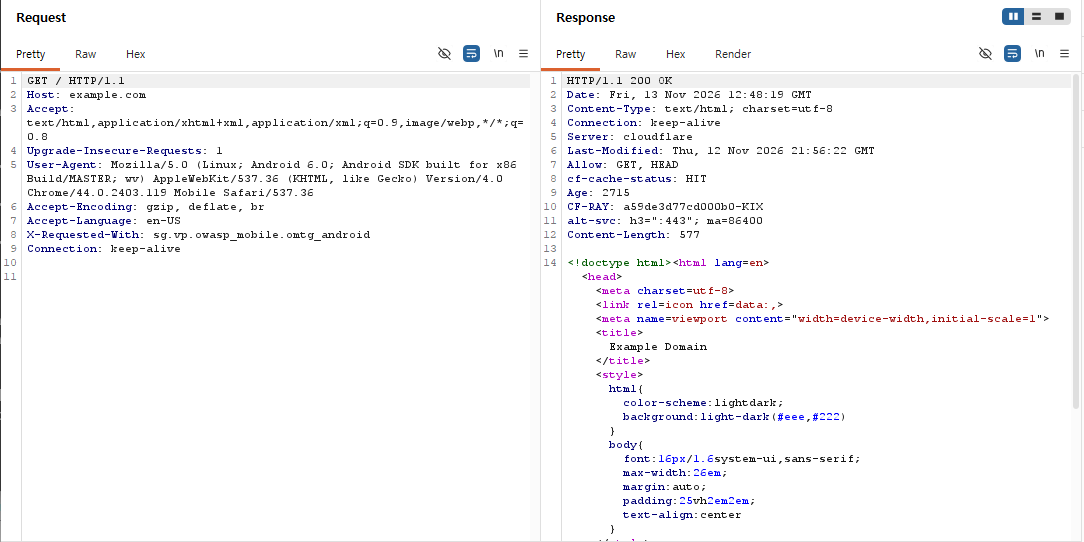 Request
Pretty Raw Hex \n
1 GET / HTTP/1.1
2 Host: example.com
3 Accept:
text/html,application/xhtml+xml,application/xml;q=0.9,image/webp,*/*;q=
0.8
4 Upgrade-Insecure-Requests: 1
5 User-Agent: Mozilla/5.0 (Linux; Android 6.0; Android SDK built for x86
Build/MASTER; wv) AppleWebKit/537.36 (KHTML, like Gecko) Version/4.0
Chrome/44.0.2403.119 Mobile Safari/537.36
6 Accept-Encoding: gzip, deflate, br
7 Accept-Language: en-US
8 X-Requested-With: sg.vp.owasp_mobile.omtg_android
9 Connection: keep-alive
10
11
Response
Pretty Raw Hex Render \n
1 HTTP/1.1 200 OK
2 Date: Fri, 13 Nov 2026 12:48:19 GMT
3 Content-Type: text/html; charset=utf-8
4 Connection: keep-alive
5 Server: cloudflare
6 Last-Modified: Thu, 12 Nov 2026 21:56:22 GMT
7 Allow: GET, HEAD
8 cf-cache-status: HIT
9 Age: 2715
10 CF-RAY: a59de3d77cd000b0-KIX
11 alt-svc: h3=":443"; ma=86400
12 Content-Length: 577
13
14 <!doctype html><html lang=en>
<head>
<meta charset=utf-8>
<link rel=icon href=data:,>
<meta name=viewport content="width=device-width,initial-scale=1">
<title>
Example Domain
</title>
<style>
html{
color-scheme:lightdark;
background:light-dark(#eee,#222)
}
body{
font:16px/1.6system-ui,sans-serif;
max-width:26em;
margin:auto;
padding:25vh2em2em;
text-align:center
}